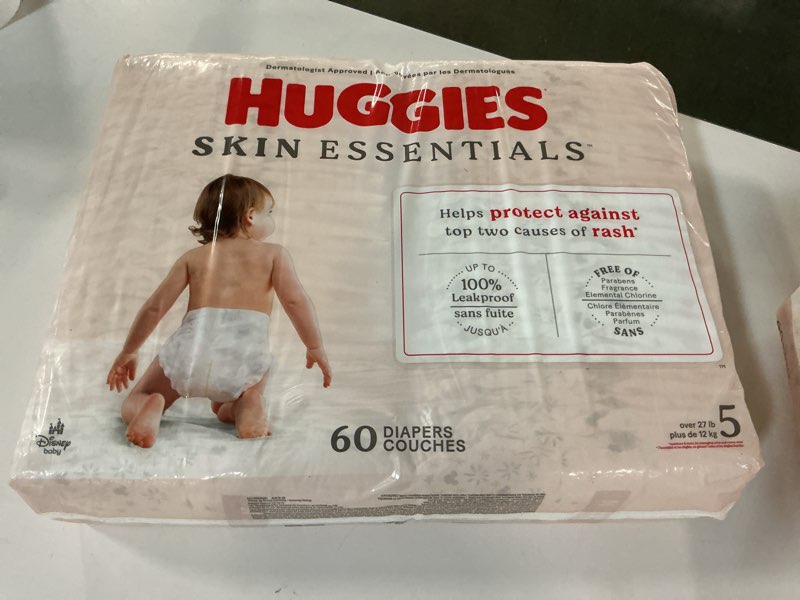 Dermatologist Approved | par les Dermatologues
HUGGIES
SKIN ESSENTIALS™
Helps protect against
top two causes of rash*
UP TO
100%
Leakproof
sans fuite
JUSQU'À
FREE OF
Parabens
Fragrance
Elemental Chlorine
Chlore Élémentaire
Parabènes
Parfum
SANS
TM
Disney
baby
60 DIAPERS
COUCHES
over 27 lb
plus de 12 kg
5